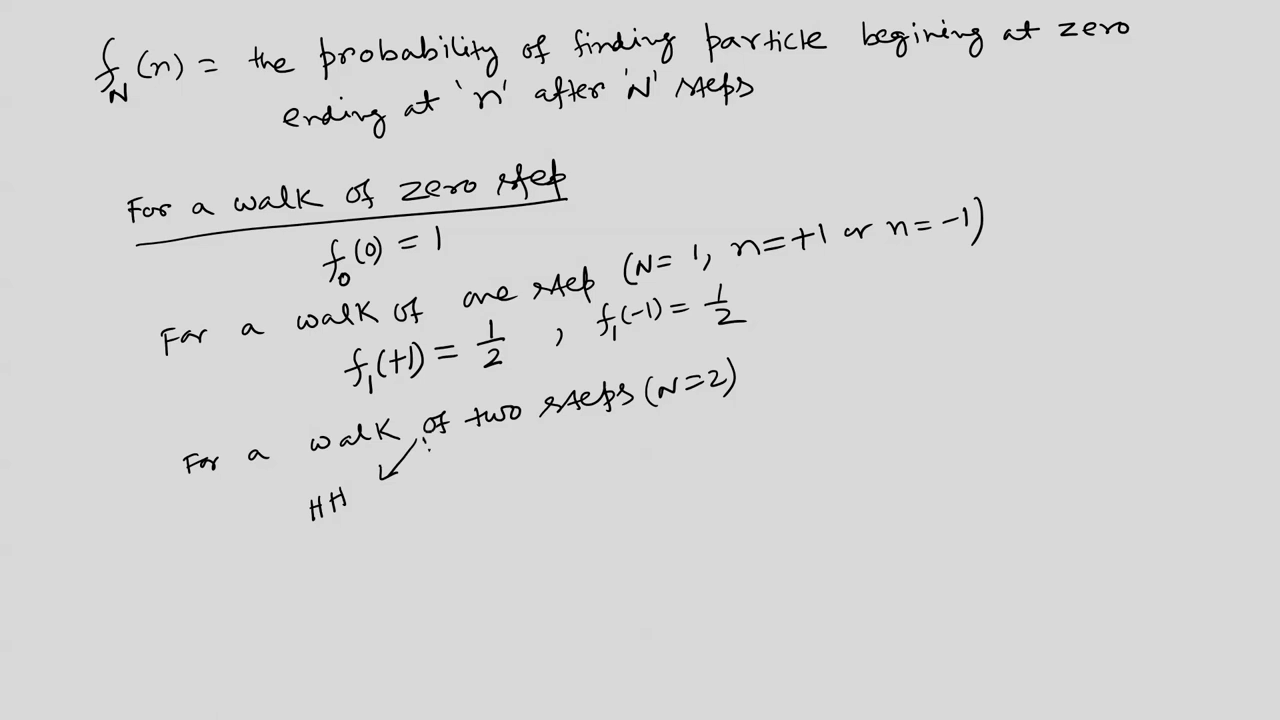 f_N (n) = the probability of finding particle begining at zero
ending at 'n' after 'N' steps
For a walk of zero step
f_0 (0) = 1
For a walk of one step (N= 1, n=+1 or n= -1)
f_1 (+1) = 1/2 , f_1 (-1) = 1/2
For a walk of two steps (N=2)
HH